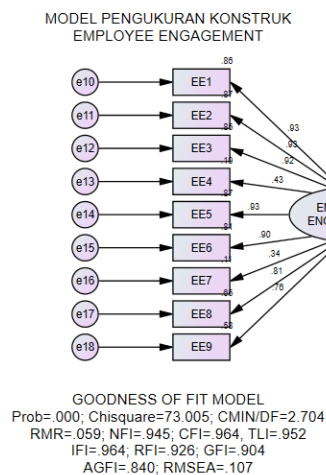 MODEL PENGUKURAN KONSTRUK
EMPLOYEE ENGAGEMENT
.86
e10 EE1
.87
.93
e11 EE2
.85
.93
e12 EE3
.92
.19
e13 EE4
.43
.87
e14 EE5
.93
.81
e15 EE6
.90
.11
e16 EE7
.34
.65
e17 EE8
.81
.58
e18 EE9
.76
GOODNESS OF FIT MODEL
Prob=.000; Chisquare=73.005; CMIN/DF=2.704
RMR=.059; NFI=.945; CFI=.964, TLI=.952
IFI=.964; RFI=.926; GFI=.904
AGFI=.840; RMSEA=.107